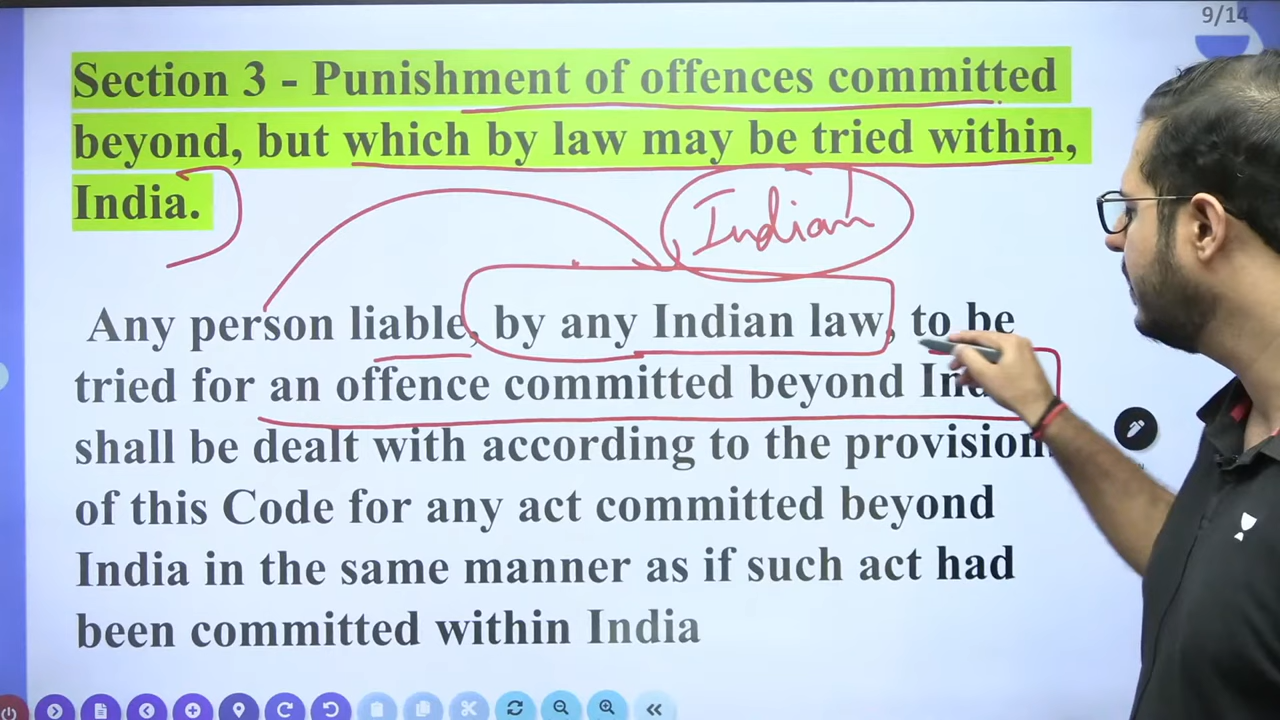 9/14
Section 3 - Punishment of offences committed
beyond, but which by law may be tried within,
India.
Indian
Any person liable, by any Indian law, to be
tried for an offence committed beyond
shall be dealt with according to the provision
of this Code for any act committed beyond
India in the same manner as if such act had
been committed within India